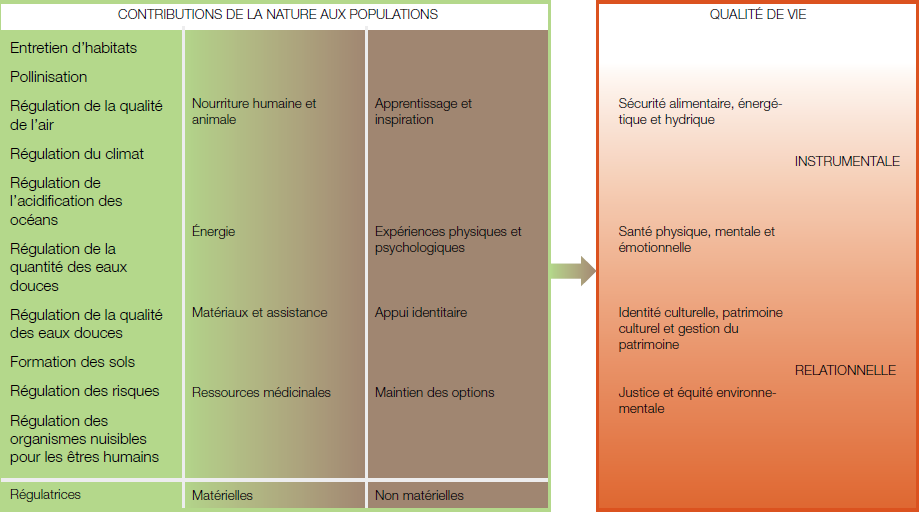 CONTRIBUTIONS DE LA NATURE AUX POPULATIONS
Entretien d’habitats
Pollinisation
Régulation de la qualité
de l’air
Régulation du climat
Régulation de
l’acidification des
océans
Régulation de la
quantité des eaux
douces
Régulation de la qualité
des eaux douces
Formation des sols
Régulation des risques
Régulation des
organismes nuisibles
pour les êtres humains
Régulatrices
Nourriture humaine et
animale
Énergie
Matériaux et assistance
Ressources médicinales
Matérielles
Apprentissage et
inspiration
Expériences physiques et
psychologiques
Appui identitaire
Maintien des options
Non matérielles
QUALITÉ DE VIE
Sécurité alimentaire, énergé-
tique et hydrique
INSTRUMENTALE
Santé physique, mentale et
émotionnelle
Identité culturelle, patrimoine
culturel et gestion du
patrimoine
RELATIONNELLE
Justice et équité environne-
mentale